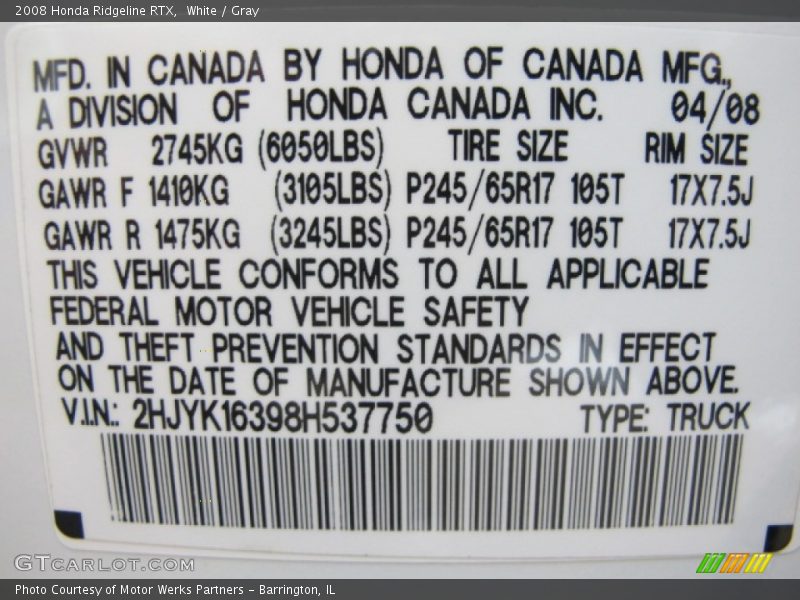 2008 Honda Ridgeline RTX, White / Gray
MFD. IN CANADA BY HONDA OF CANADA MFG.,
A DIVISION OF HONDA CANADA INC. 04/08
GVWR 2745KG (6050LBS) TIRE SIZE RIM SIZE
GAWR F 1410KG (3105LBS) P245/65R17 105T 17X7.5J
GAWR R 1475KG (3245LBS) P245/65R17 105T 17X7.5J
THIS VEHICLE CONFORMS TO ALL APPLICABLE
FEDERAL MOTOR VEHICLE SAFETY
AND THEFT PREVENTION STANDARDS IN EFFECT
ON THE DATE OF MANUFACTURE SHOWN ABOVE.
V.I.N.: 2HJYK16398H537750 TYPE: TRUCK
GTCARLOT.COM
Photo Courtesy of Motor Werks Partners - Barrington, IL